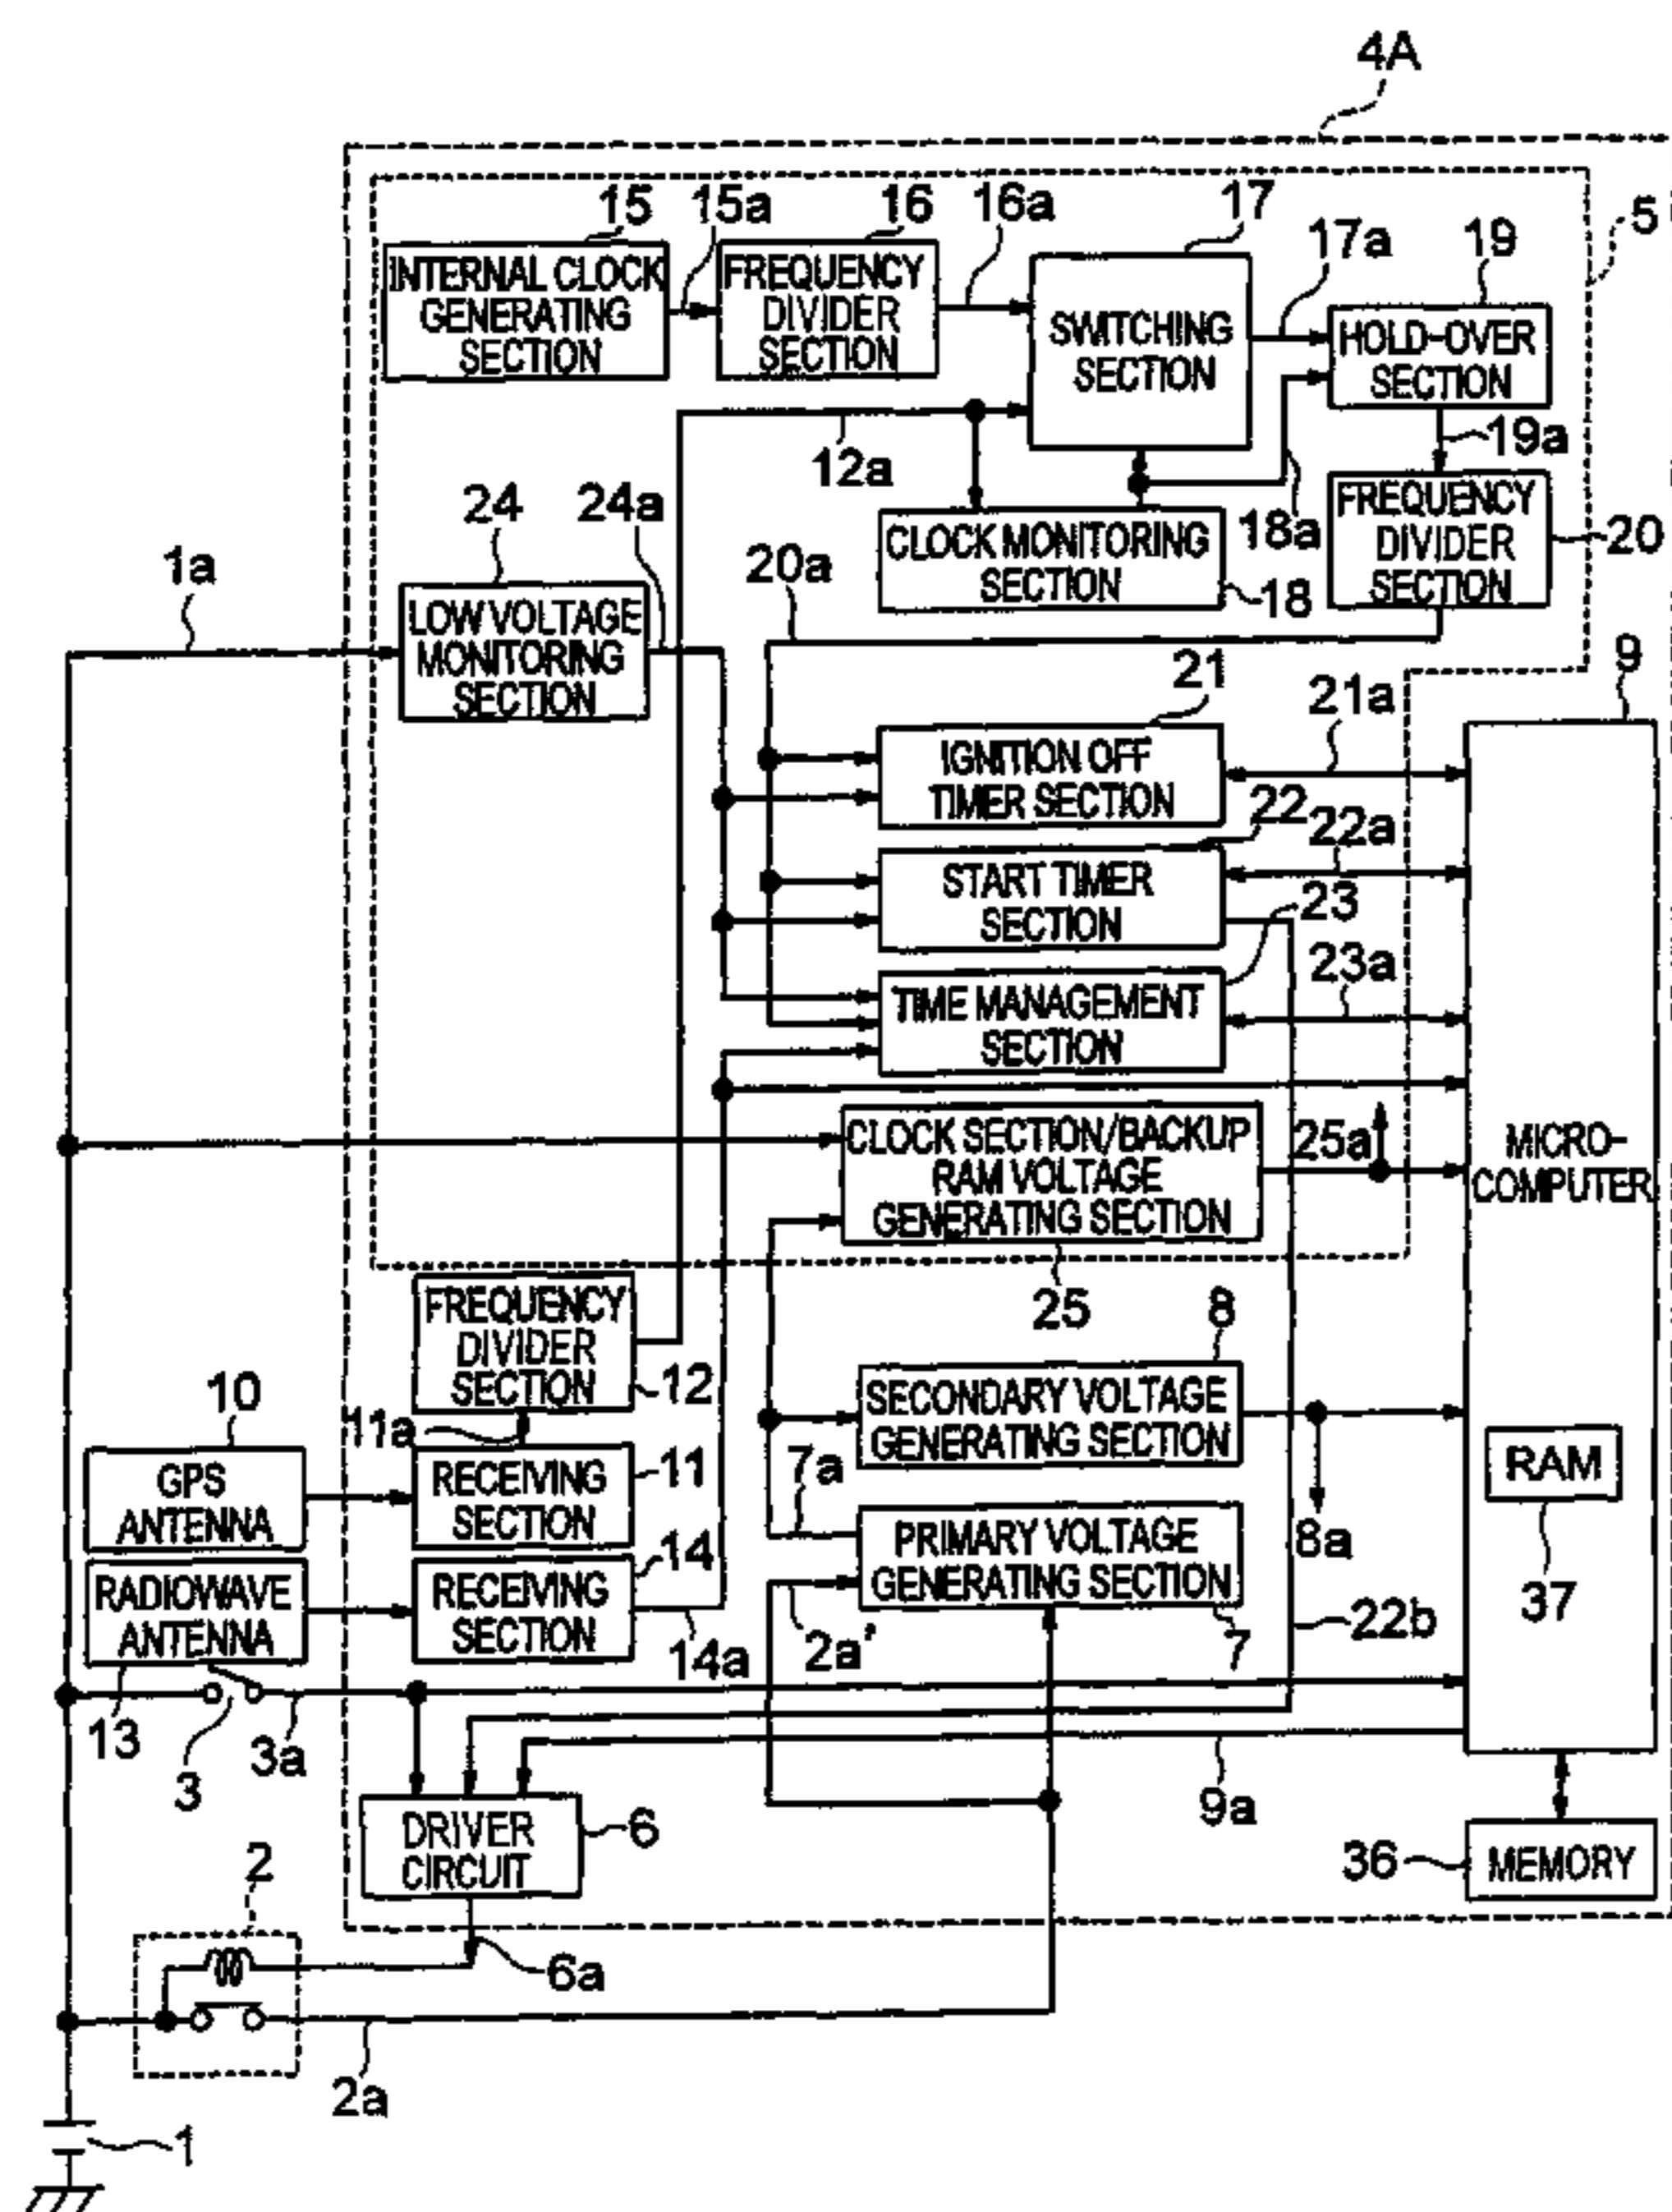 4A
15
15a
16
16a
17
17a
19
5
INTERNAL CLOCK
GENERATING
SECTION
FREQUENCY
DIVIDER
SECTION
SWITCHING
SECTION
HOLD-OVER
SECTION
12a
19a
24
24a
18a
FREQUENCY
DIVIDER
SECTION
20
CLOCK MONITORING
SECTION
18
20a
1a
LOW VOLTAGE
MONITORING
SECTION
21
9
21a
IGNITION OFF
TIMER SECTION
22
22a
START TIMER
SECTION
23
23a
TIME MANAGEMENT
SECTION
CLOCK SECTION/BACKUP
RAM VOLTAGE
GENERATING SECTION
25a
MICRO-
COMPUTER
25
FREQUENCY
DIVIDER
SECTION
12
8
10
11a
SECONDARY VOLTAGE
GENERATING SECTION
GPS
ANTENNA
RECEIVING
SECTION
11
7a
RAM
8a
37
14
PRIMARY VOLTAGE
GENERATING SECTION
RADIOWAVE
ANTENNA
RECEIVING
SECTION
14a
2a'
7
22b
13
3
3a
9a
DRIVER
CIRCUIT
6
36
MEMORY
2
6a
2a
1